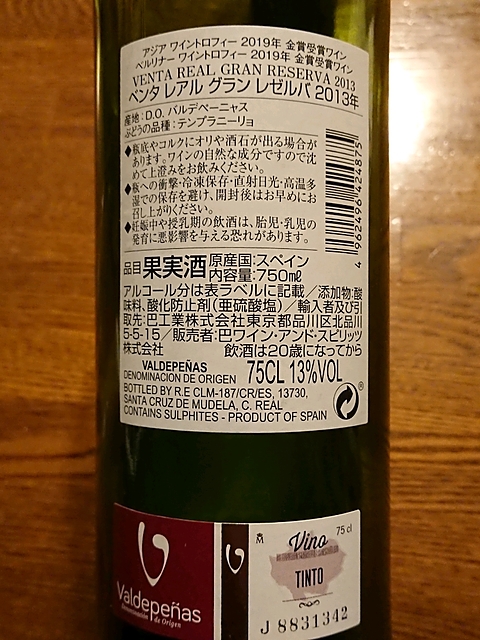 アジア ワイントロフィー 2019年 金賞受賞ワイン
ベルリナー ワイントロフィー 2019年 金賞受賞ワイン
VENTA REAL GRAN RESERVA 2013
ベンタ レアル グラン レゼルバ 2013年
産地:D.O. バルデペーニャス
ぶどうの品種:テンプラニーリョ
◆瓶底やコルクにオリや酒石が出る場合が
あります。ワインの自然な成分ですので沈
めて上澄みをお飲みください。
◆瓶への衝撃・冷凍保存・直射日光・高温多
湿での保存を避け、開封後はお早めにお
召し上がりください。
◆妊娠中や授乳期の飲酒は、胎児・乳児の
発育に悪影響を与える恐れがあります。
4 962496 424875
品目 果実酒 原産国:スペイン
内容量:750mℓ
アルコール分は表ラベルに記載/添加物:酸
味料、酸化防止剤(亜硫酸塩)/輸入者及び引
取先:巴工業株式会社東京都品川区北品川
5-5-15/販売者:巴ワイン・アンド・スピリッツ
株式会社 飲酒は20歳になってから
VALDEPEÑAS
DENOMINACION DE ORIGEN 75CL 13%VOL
BOTTLED BY R.E CLM-187/CR/ES, 13730,
SANTA CRUZ DE MUDELA, C. REAL
CONTAINS SULPHITES - PRODUCT OF SPAIN
Valdepeñas
Denominación de Origen
75 cl
Vino
TINTO
J 8831342